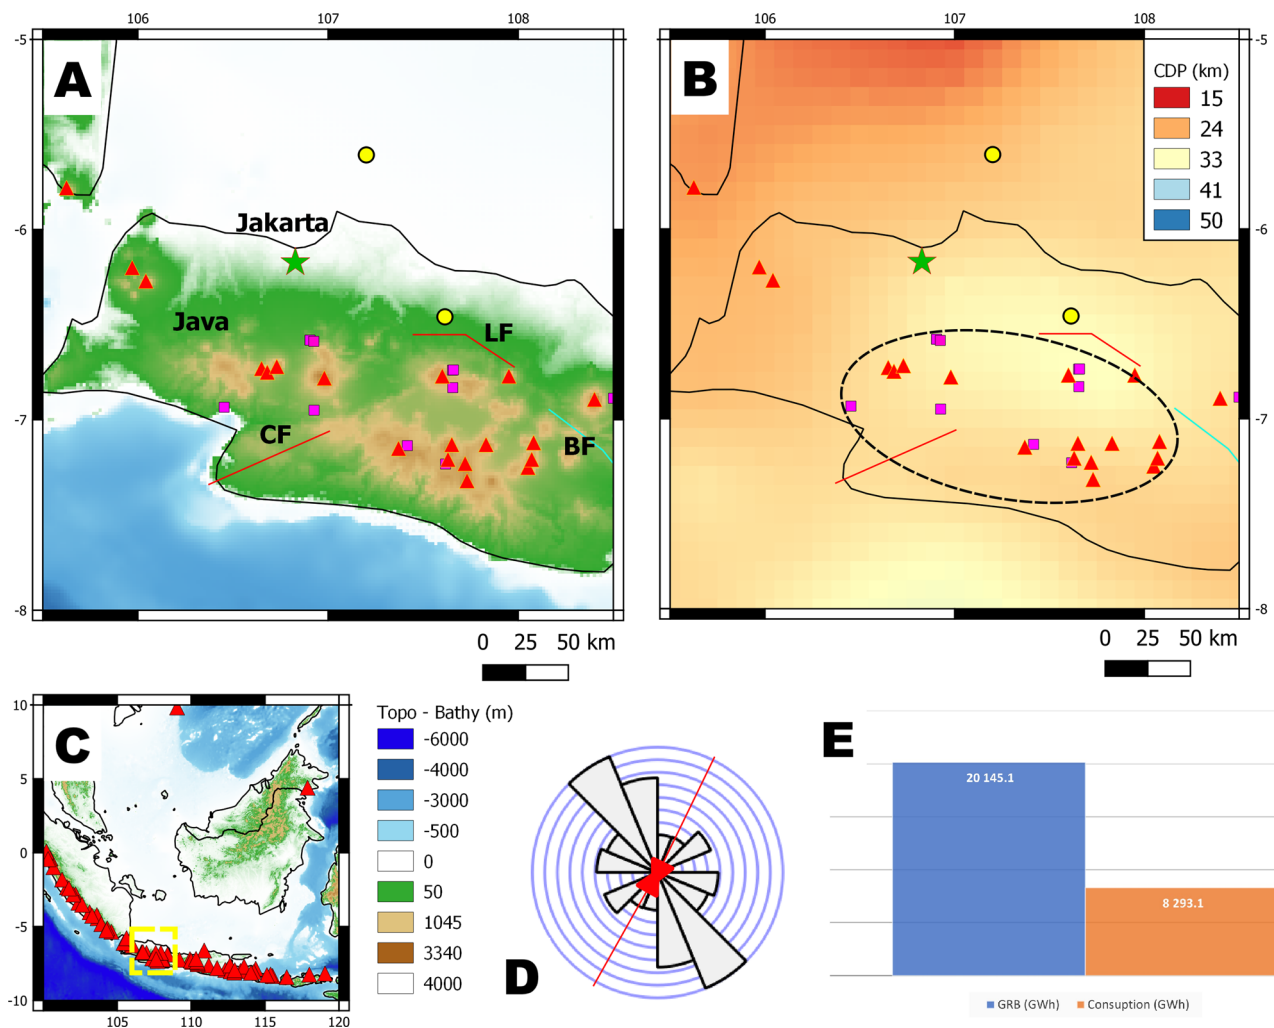 106 107 108
-5
A
Jakarta
-6
Java
LF
-7
CF
BF
-8
0 25 50 km
106 107 108
-5
B
CDP (km)
15
24
33
41
50
-6
-7
-8
0 25 50 km
10
C
5
0
-5
-10
105 110 115 120
Topo - Bathy (m)
-6000
-4000
-3000
-500
0
50
1045
3340
4000
D
E
20 145.1
8 293.1
GRB (GWh) Consuption (GWh)